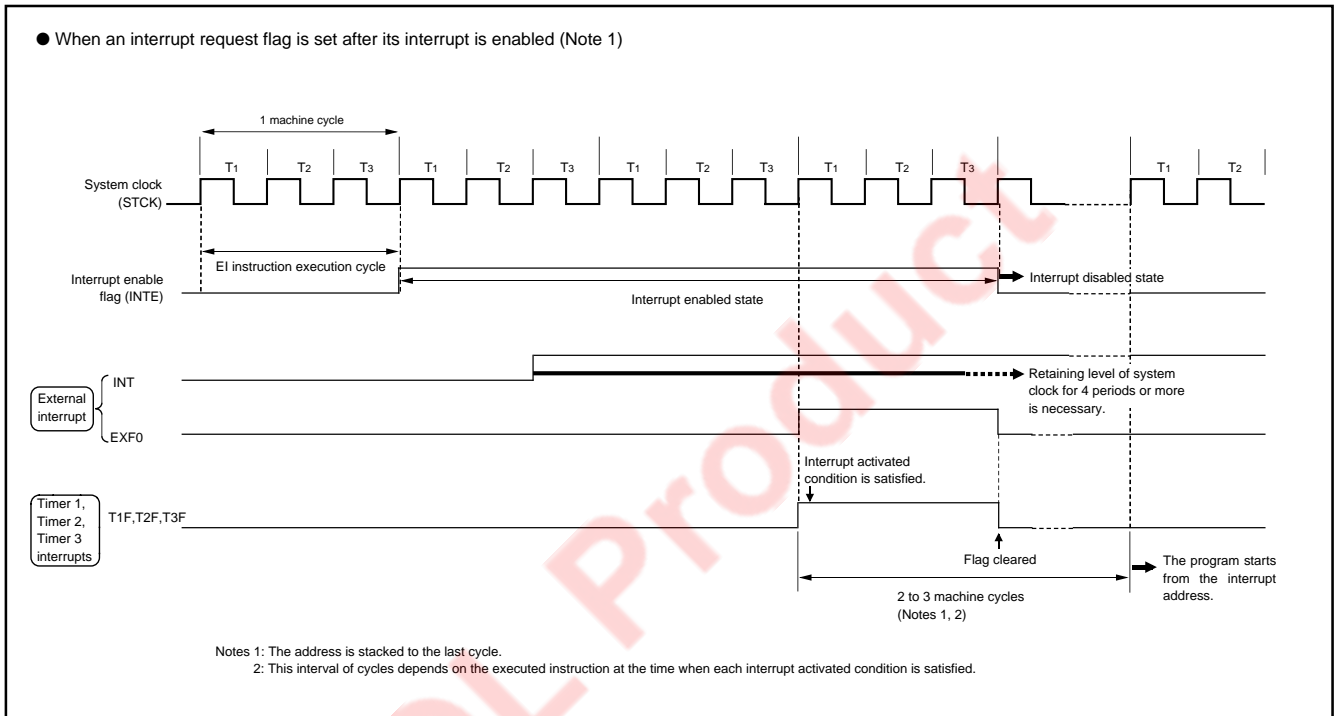 ● When an interrupt request flag is set after its interrupt is enabled (Note 1)
1 machine cycle
T1 T2 T3 T1 T2 T3 T1 T2 T3 T1 T2 T3 T1 T2
System clock
(STCK)
EI instruction execution cycle
Interrupt enable
flag (INTE)
Interrupt enabled state
Interrupt disabled state
External
interrupt
INT
Retaining level of system
clock for 4 periods or more
is necessary.
EXF0
Interrupt activated
condition is satisfied.
Timer 1,
Timer 2,
Timer 3
interrupts
T1F,T2F,T3F
Flag cleared
2 to 3 machine cycles
(Notes 1, 2)
The program starts
from the interrupt
address.
Notes 1: The address is stacked to the last cycle.
2: This interval of cycles depends on the executed instruction at the time when each interrupt activated condition is satisfied.
OL Product